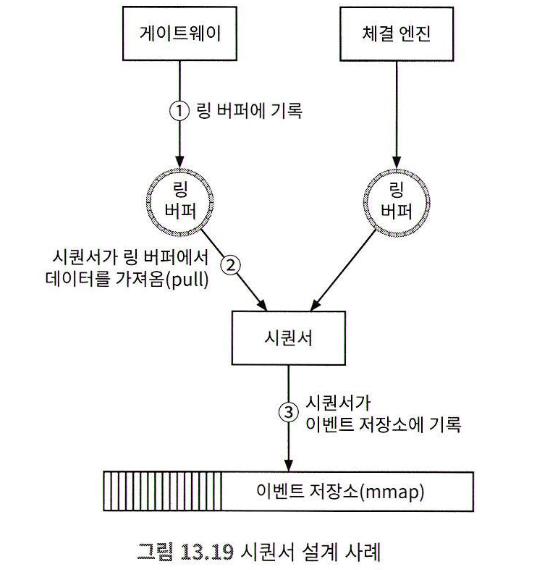 게이트웨이
체결 엔진
① 링 버퍼에 기록
링
버퍼
링
버퍼
시퀀서가 링 버퍼에서
데이터를 가져옴(pull)
②
시퀀서
③
시퀀서가
이벤트 저장소에 기록
이벤트 저장소(mmap)
그림 13.19 시퀀서 설계 사례